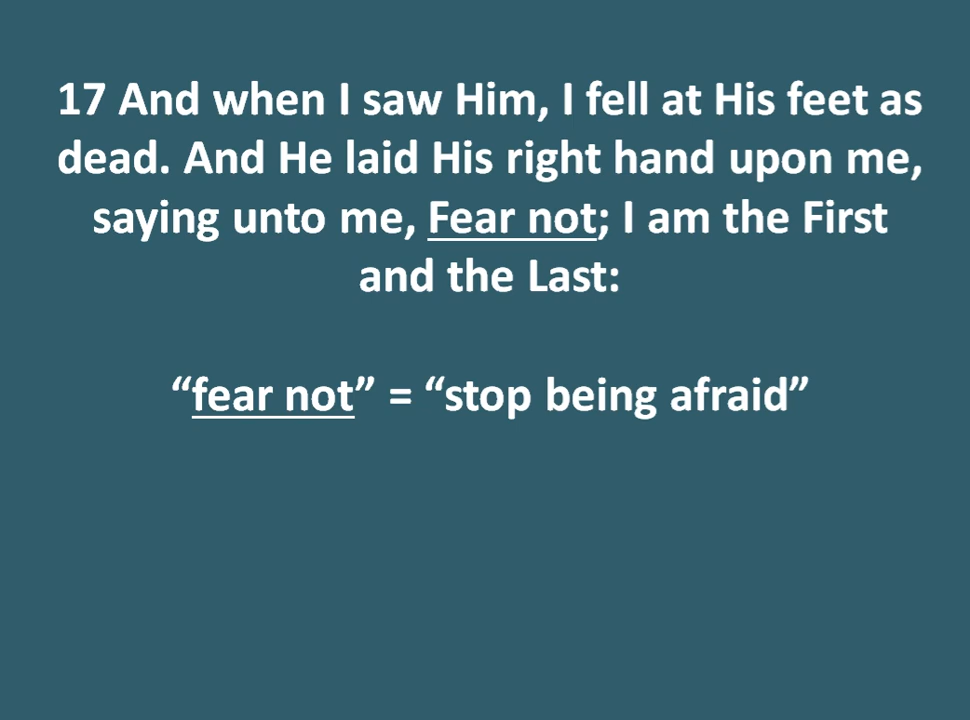 17 And when I saw Him, I fell at His feet as
dead. And He laid His right hand upon me,
saying unto me, Fear not; I am the First
and the Last:
“fear not” = “stop being afraid”